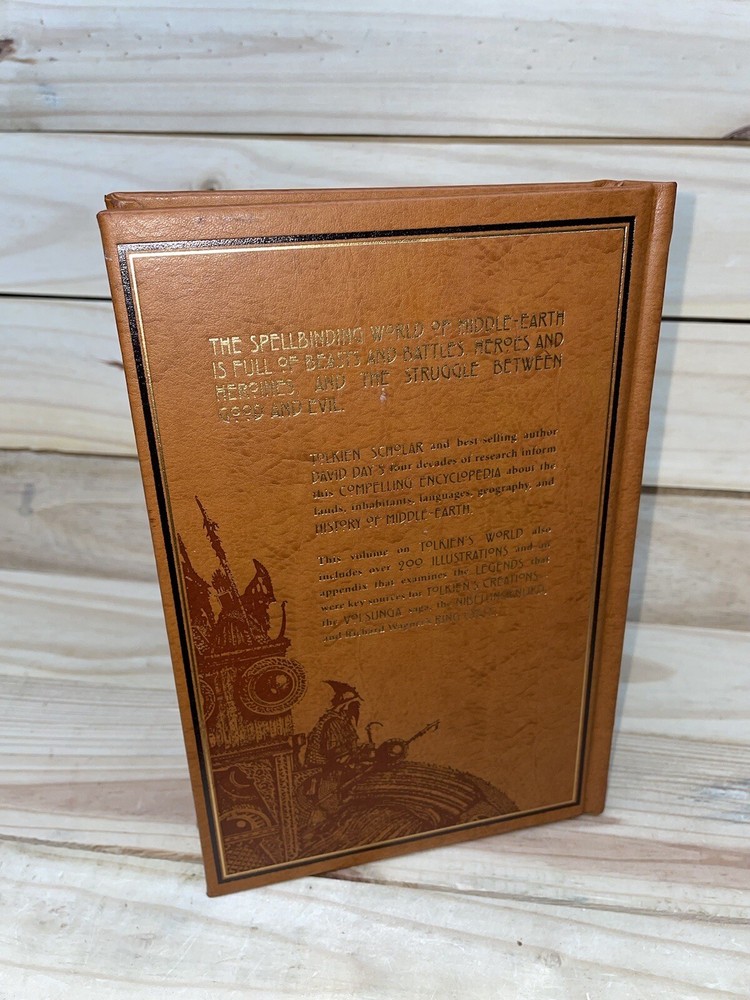 THE SPELLBINDING WORLD OF MIDDLE-EARTH
IS FULL OF BEASTS AND BATTLES, HEROES AND
HEROINES, AND THE STRUGGLE BETWEEN
GOOD AND EVIL.
TOLKIEN SCHOLAR and best-selling author
DAVID DAY'S four decades of research inform
this COMPELLING ENCYCLOPEDIA about the
lands, inhabitants, languages, geography, and
HISTORY OF MIDDLE-EARTH.
This volume on TOLKIEN'S WORLD also
includes over 200 ILLUSTRATIONS and an
appendix that examines the LEGENDS that
were key sources for TOLKIEN'S CREATIONS—
the VOLSUNGA saga, the NIBELUNGENLIED,
and Richard Wagner's RING